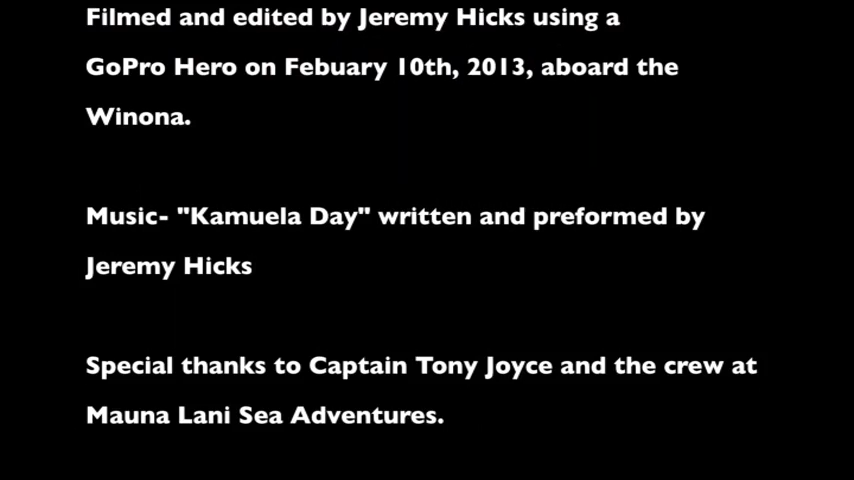 Filmed and edited by Jeremy Hicks using a
GoPro Hero on Febuary 10th, 2013, aboard the
Winona.
Music- "Kamuela Day" written and preformed by
Jeremy Hicks
Special thanks to Captain Tony Joyce and the crew at
Mauna Lani Sea Adventures.